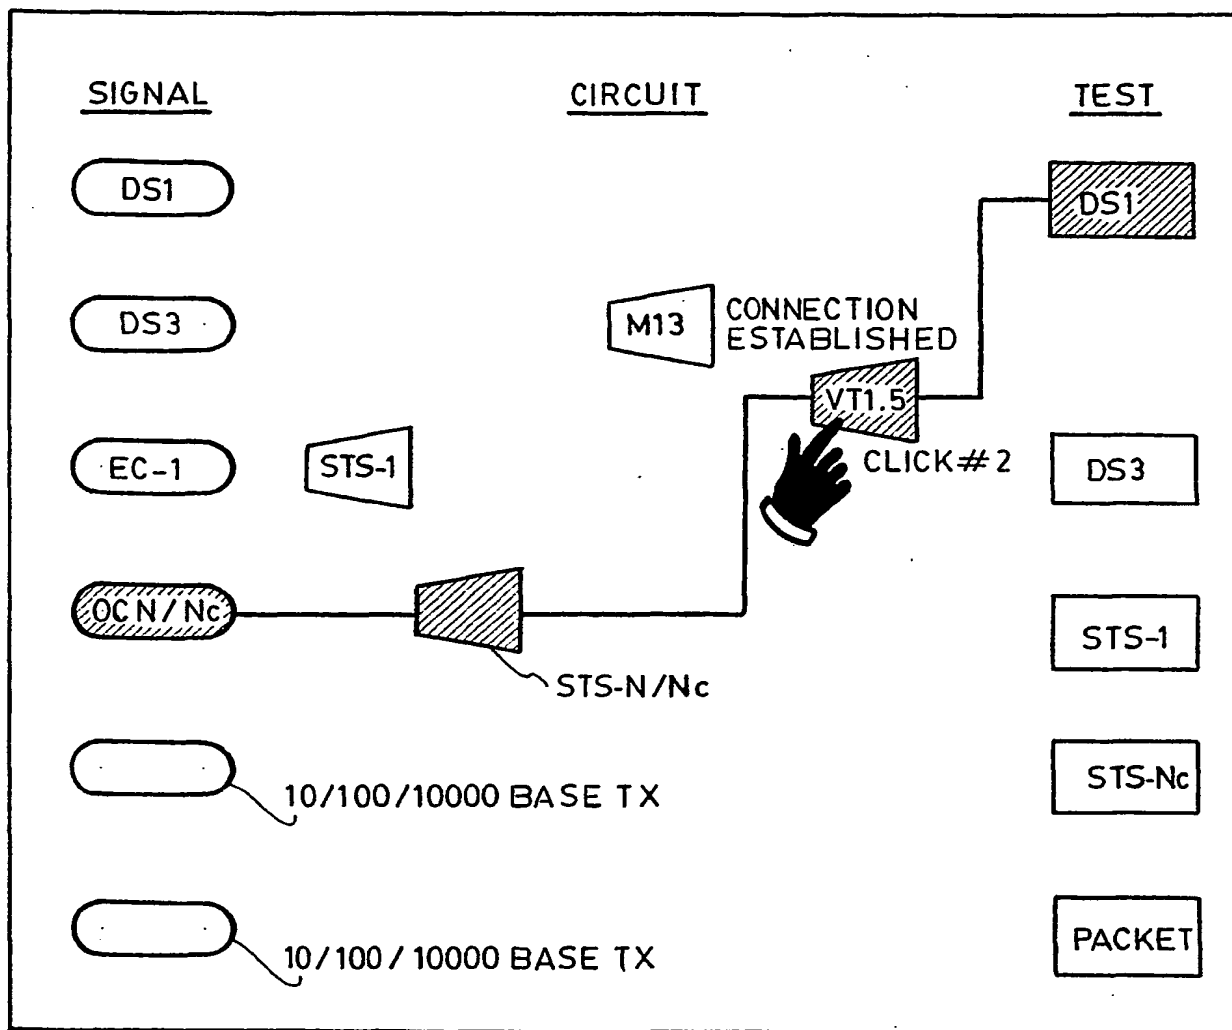 SIGNAL
CIRCUIT
TEST
DS1
DS1
DS3
M13
CONNECTION
ESTABLISHED
VT1.5
CLICK#2
EC-1
STS-1
DS3
OCN/Nc
STS-N/Nc
STS-1
10/100/10000 BASE TX
STS-Nc
10/100/10000 BASE TX
PACKET